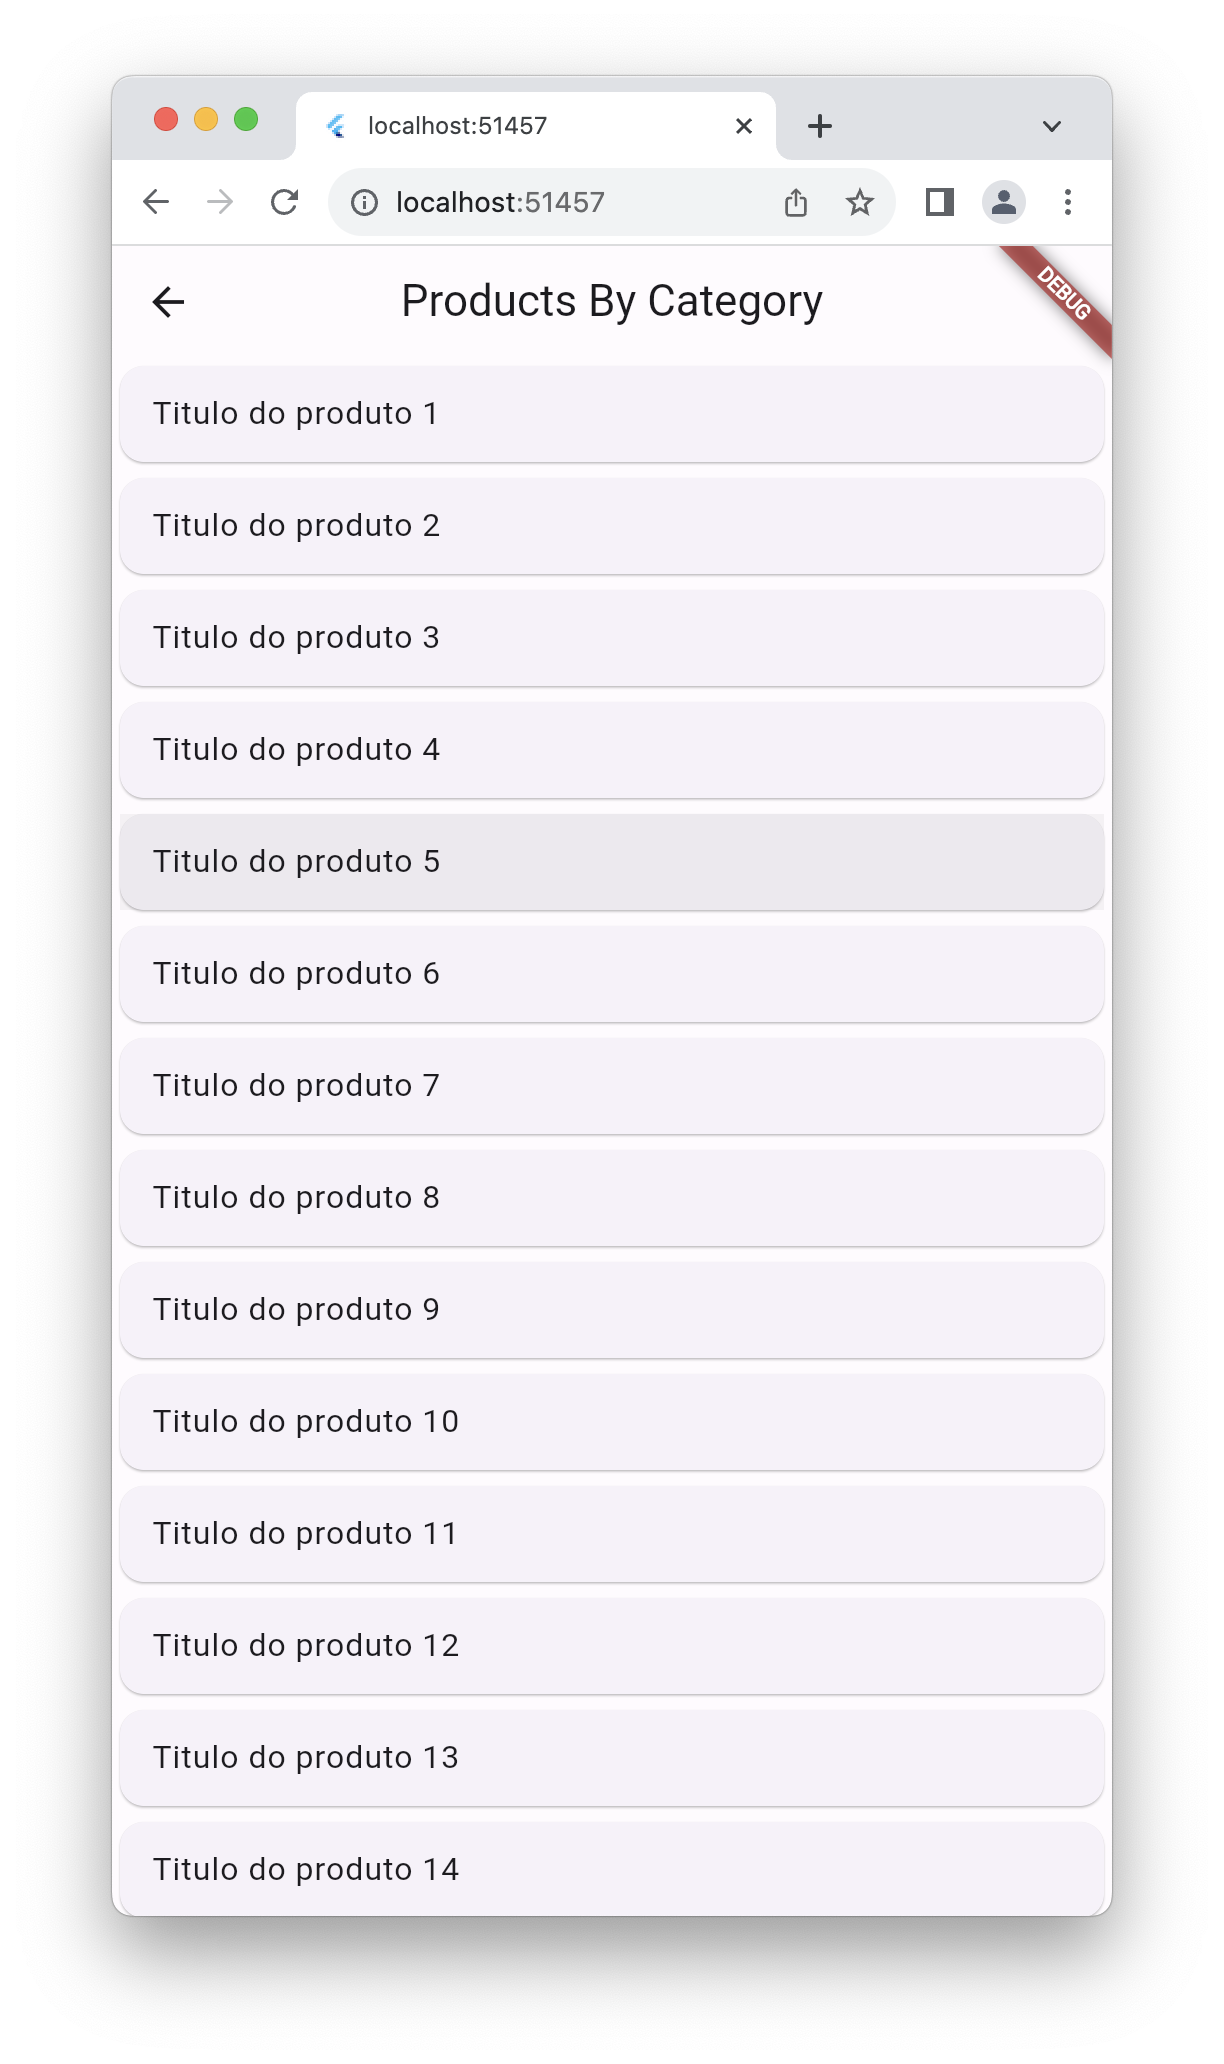 localhost:51457
localhost:51457
Products By Category
DEBUG
Titulo do produto 1
Titulo do produto 2
Titulo do produto 3
Titulo do produto 4
Titulo do produto 5
Titulo do produto 6
Titulo do produto 7
Titulo do produto 8
Titulo do produto 9
Titulo do produto 10
Titulo do produto 11
Titulo do produto 12
Titulo do produto 13
Titulo do produto 14